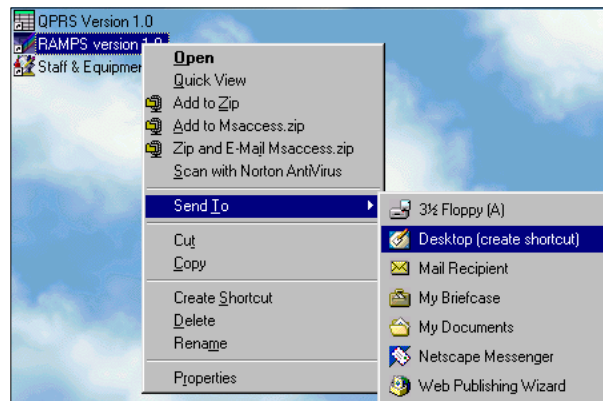 QPRS Version 1.0
RAMPS version 1.0
Staff & Equipmen
Open
Quick View
Add to Zip
Add to Msaccess.zip
Zip and E-Mail Msaccess.zip
Scan with Norton AntiVirus
Send To
Cut
Copy
Create Shortcut
Delete
Rename
Properties
3½ Floppy (A)
Desktop (create shortcut)
Mail Recipient
My Briefcase
My Documents
Netscape Messenger
Web Publishing Wizard